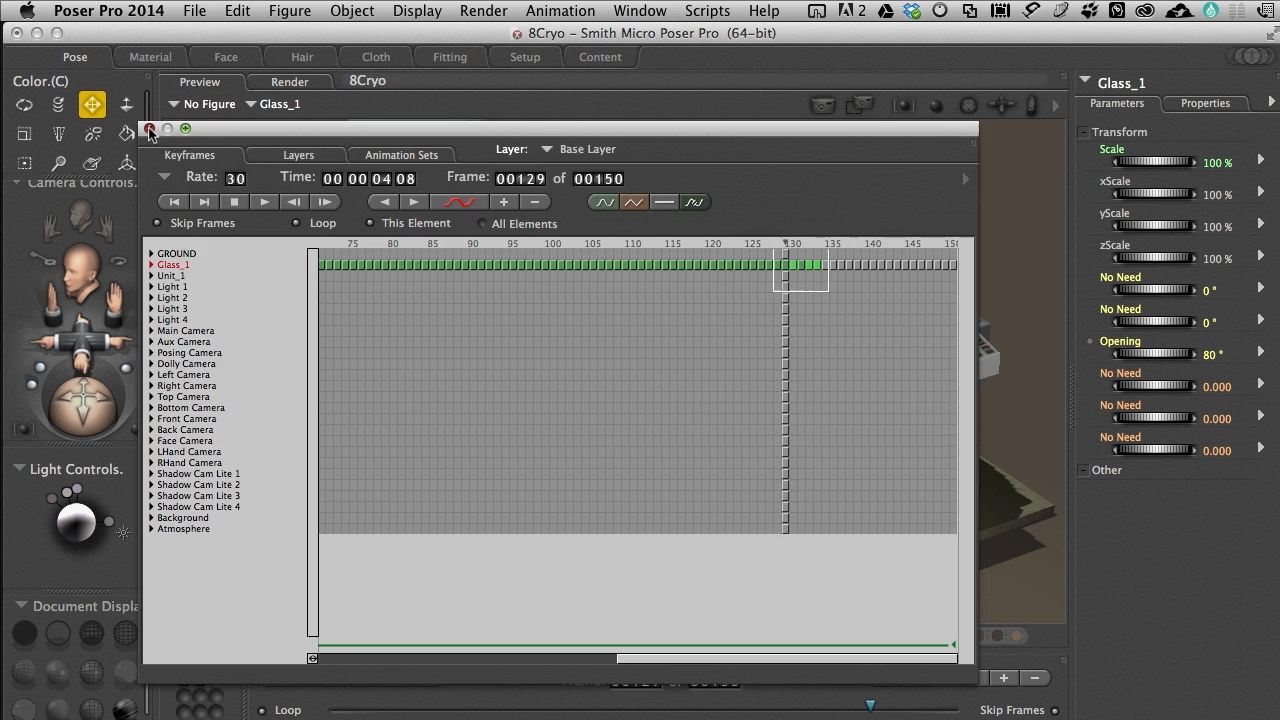 Poser Pro 2014 File Edit Figure Object Display Render Animation Window Scripts Help 2
8Cryo - Smith Micro Poser Pro (64-bit)
Pose Material Face Hair Cloth Fitting Setup Content
Color.(C)
Preview Render 8Cryo
No Figure Glass_1
Camera Controls.
Light Controls.
Document Displa
Keyframes Layers Animation Sets Layer: Base Layer
Rate: 30 Time: 00 00 04 08 Frame: 00129 of 00150
Skip Frames Loop This Element All Elements
75 80 85 90 95 100 105 110 115 120 125 130 135 140 145 150
GROUND
Glass_1
Unit_1
Light 1
Light 2
Light 3
Light 4
Main Camera
Aux Camera
Posing Camera
Dolly Camera
Left Camera
Right Camera
Top Camera
Bottom Camera
Front Camera
Back Camera
Face Camera
LHand Camera
RHand Camera
Shadow Cam Lite 1
Shadow Cam Lite 2
Shadow Cam Lite 3
Shadow Cam Lite 4
Background
Atmosphere
Loop Skip Frames
Glass_1
Parameters Properties
Transform
Scale
100 %
xScale
100 %
yScale
100 %
zScale
100 %
No Need
0 °
No Need
0 °
Opening
80 °
No Need
0.000
No Need
0.000
No Need
0.000
Other